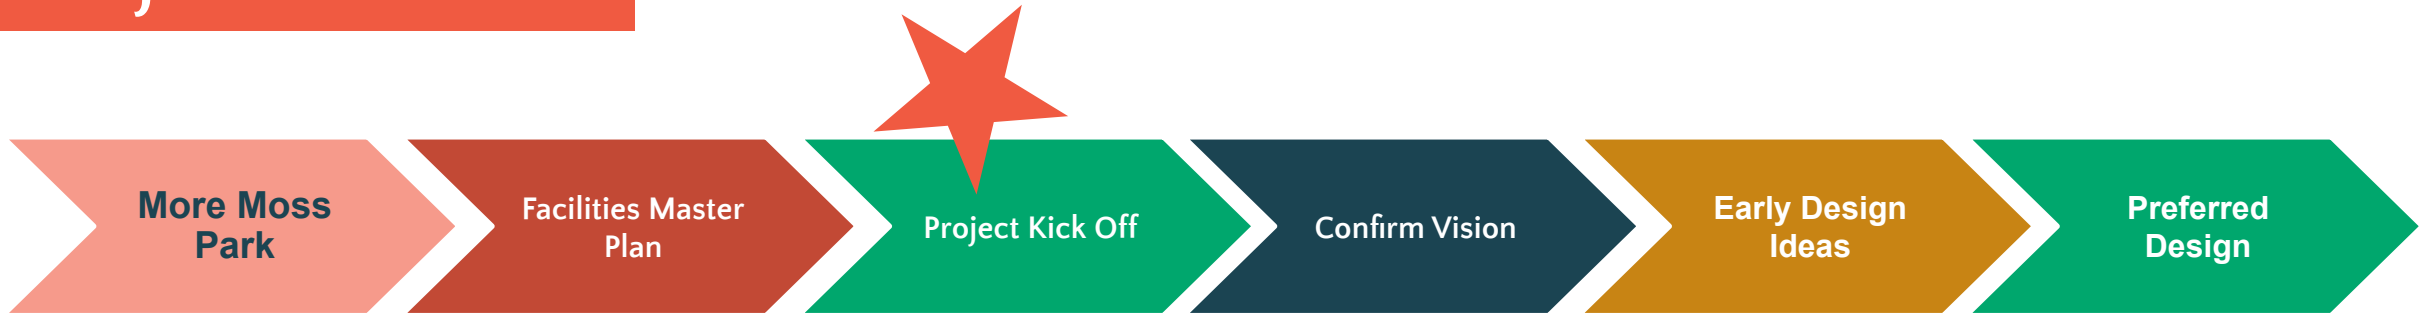 More Moss
Park
Facilities Master
Plan
Project Kick Off
Confirm Vision
Early Design
Ideas
Preferred
Design